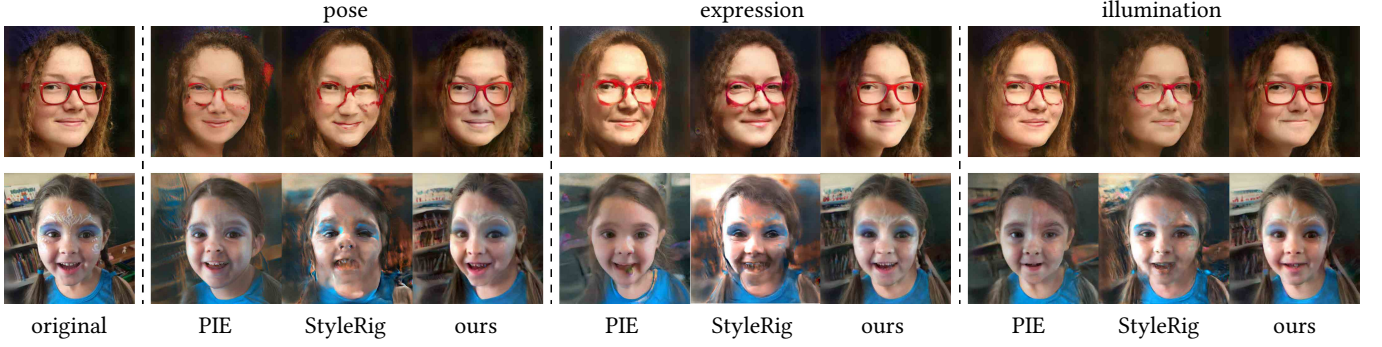 pose expression illumination
original PIE StyleRig ours PIE StyleRig ours PIE StyleRig ours